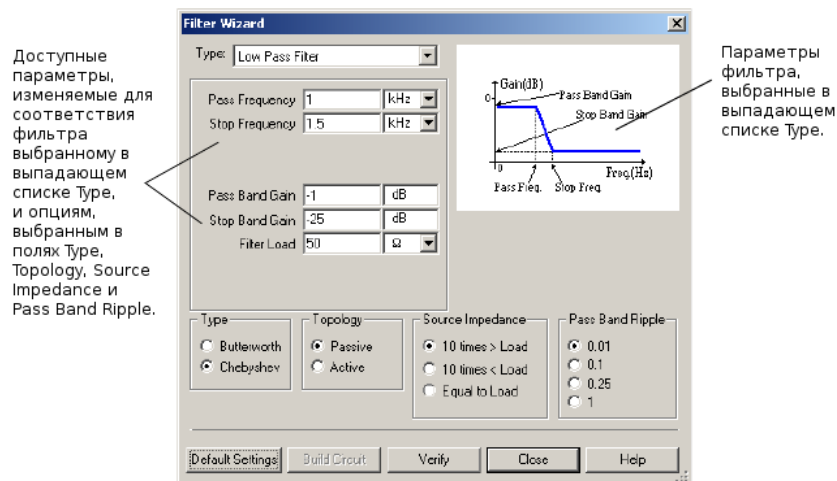 Filter Wizard
Доступные
параметры,
изменяемые для
соответствия
фильтра
выбранному в
выпадающем
списке Type,
и опциям,
выбранным в
полях Type,
Topology, Source
Impedance и
Pass Band Ripple.
Type: Low Pass Filter
Pass Frequency 1 kHz
Stop Frequency 1.5 kHz
Pass Band Gain -1 dB
Stop Band Gain -25 dB
Filter Load 50 Ω
Gain(dB)
0
Pass Band Gain
Stop Band Gain
0
Freq.(Hz)
Pass Freq. Stop Freq.
Параметры
фильтра,
выбранные в
выпадающем
списке Type.
Type
Butterworth
Chebyshev
Topology
Passive
Active
Source Impedance
10 times > Load
10 times < Load
Equal to Load
Pass Band Ripple
0.01
0.1
0.25
1
Default Settings Build Circuit Verify Close Help